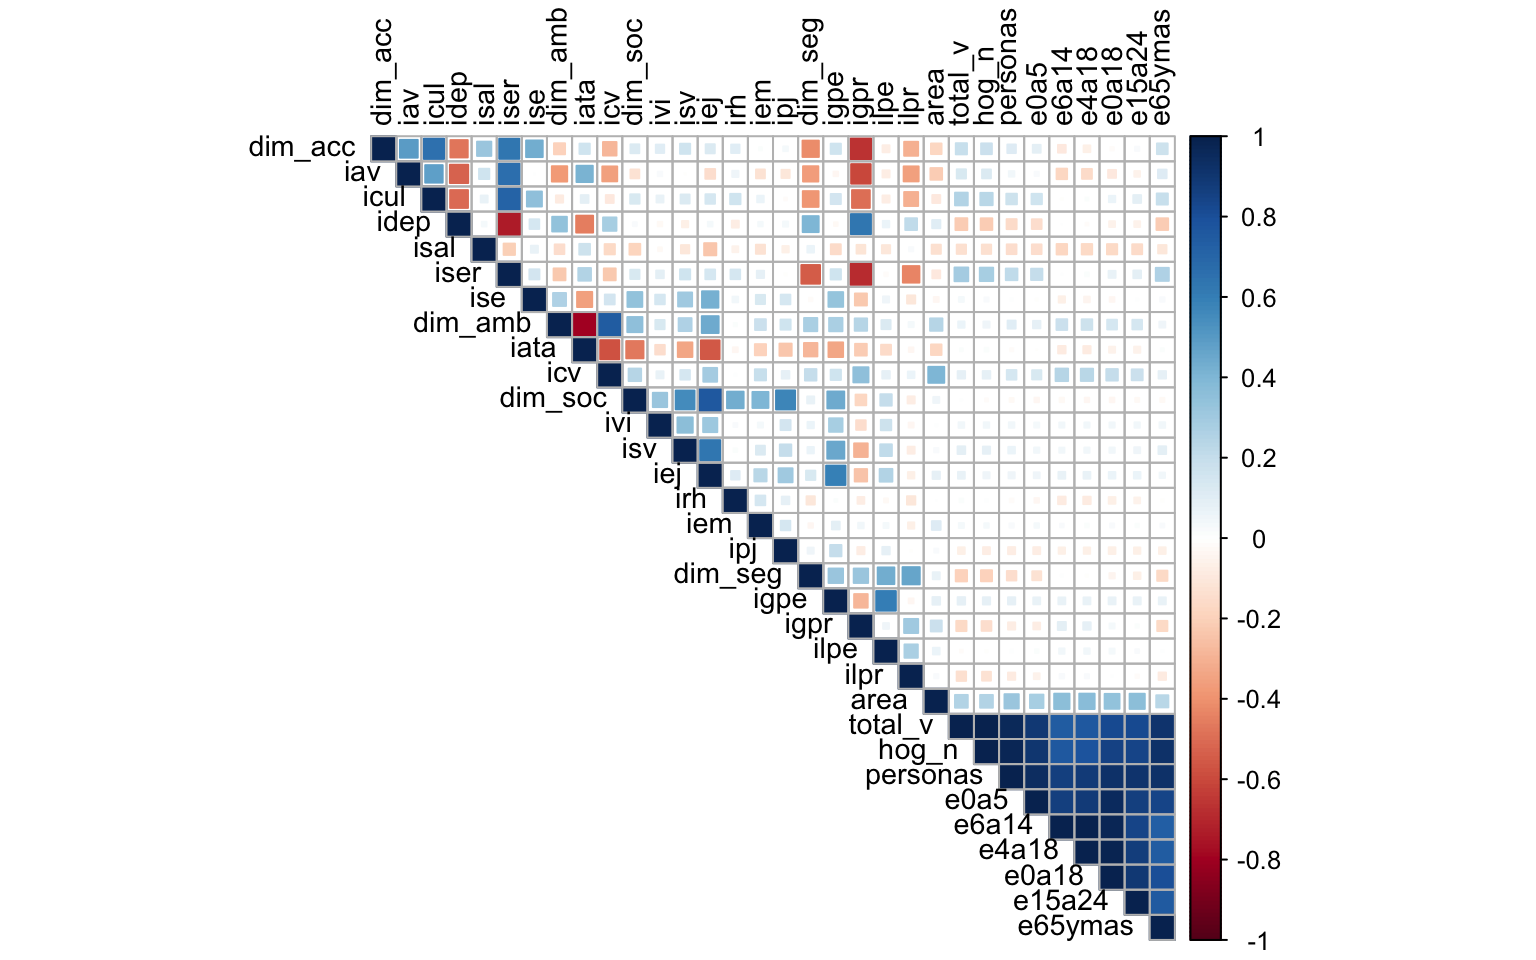 dim_acc
iav
icul
idep
isal
iser
ise
dim_amb
iata
icv
dim_soc
ivi
isv
iej
irh
iem
ipj
dim_seg
igpe
igpr
ilpe
ilpr
area
total_v
hog_n
personas
e0a5
e6a14
e4a18
e0a18
e15a24
e65ymas
dim_acc
iav
icul
idep
isal
iser
ise
dim_amb
iata
icv
dim_soc
ivi
isv
iej
irh
iem
ipj
dim_seg
igpe
igpr
ilpe
ilpr
area
total_v
hog_n
personas
e0a5
e6a14
e4a18
e0a18
e15a24
e65ymas
1
0.8
0.6
0.4
0.2
0
-0.2
-0.4
-0.6
-0.8
-1